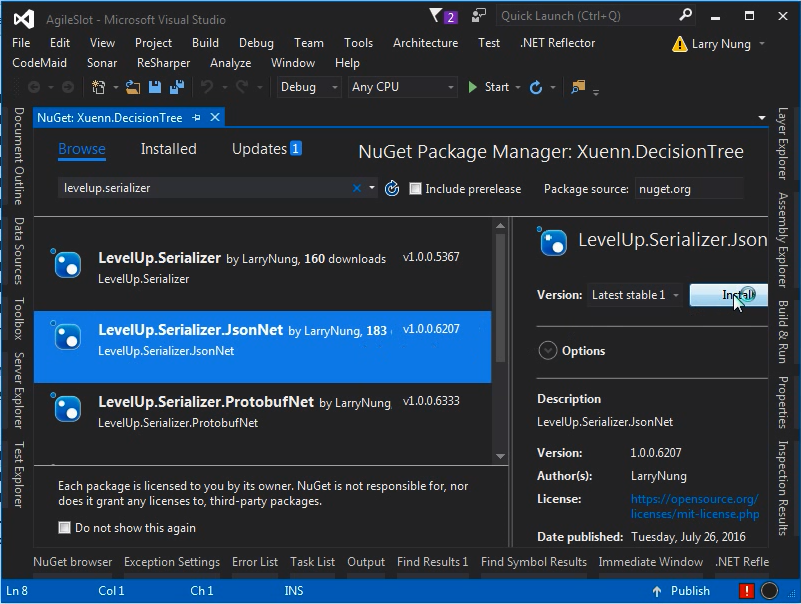 AgileSlot - Microsoft Visual Studio
2
Quick Launch (Ctrl+Q)
File Edit View Project Build Debug Team Tools Architecture Test .NET Reflector
Larry Nung
CodeMaid Sonar ReSharper Analyze Window Help
Debug
Any CPU
Start
NuGet: Xuenn.DecisionTree
Document Outline
Data Sources
Toolbox
Server Explorer
Test Explorer
Browse
Installed
Updates 1
NuGet Package Manager: Xuenn.DecisionTree
levelup.serializer
Include prerelease
Package source: nuget.org
LevelUp.Serializer by LarryNung, 160 downloads
v1.0.0.5367
LevelUp.Serializer
LevelUp.Serializer.JsonNet by LarryNung, 183
v1.0.0.6207
LevelUp.Serializer.JsonNet
LevelUp.Serializer.ProtobufNet by LarryNung,
v1.0.0.6333
LevelUp.Serializer.ProtobufNet
Each package is licensed to you by its owner. NuGet is not responsible for, nor
does it grant any licenses to, third-party packages.
Do not show this again
LevelUp.Serializer.Json
Version: Latest stable 1
Install
Options
Description
LevelUp.Serializer.JsonNet
Version: 1.0.0.6207
Author(s): LarryNung
License: https://opensource.org/
licenses/mit-license.php
Date published: Tuesday, July 26, 2016
Layer Explorer
Assembly Explorer
Build & Run
Properties
Inspection Results
NuGet browser Exception Settings Error List Task List Output Find Results 1 Find Symbol Results Immediate Window .NET Refle
Ln 8 Col 1 Ch 1 INS
Publish